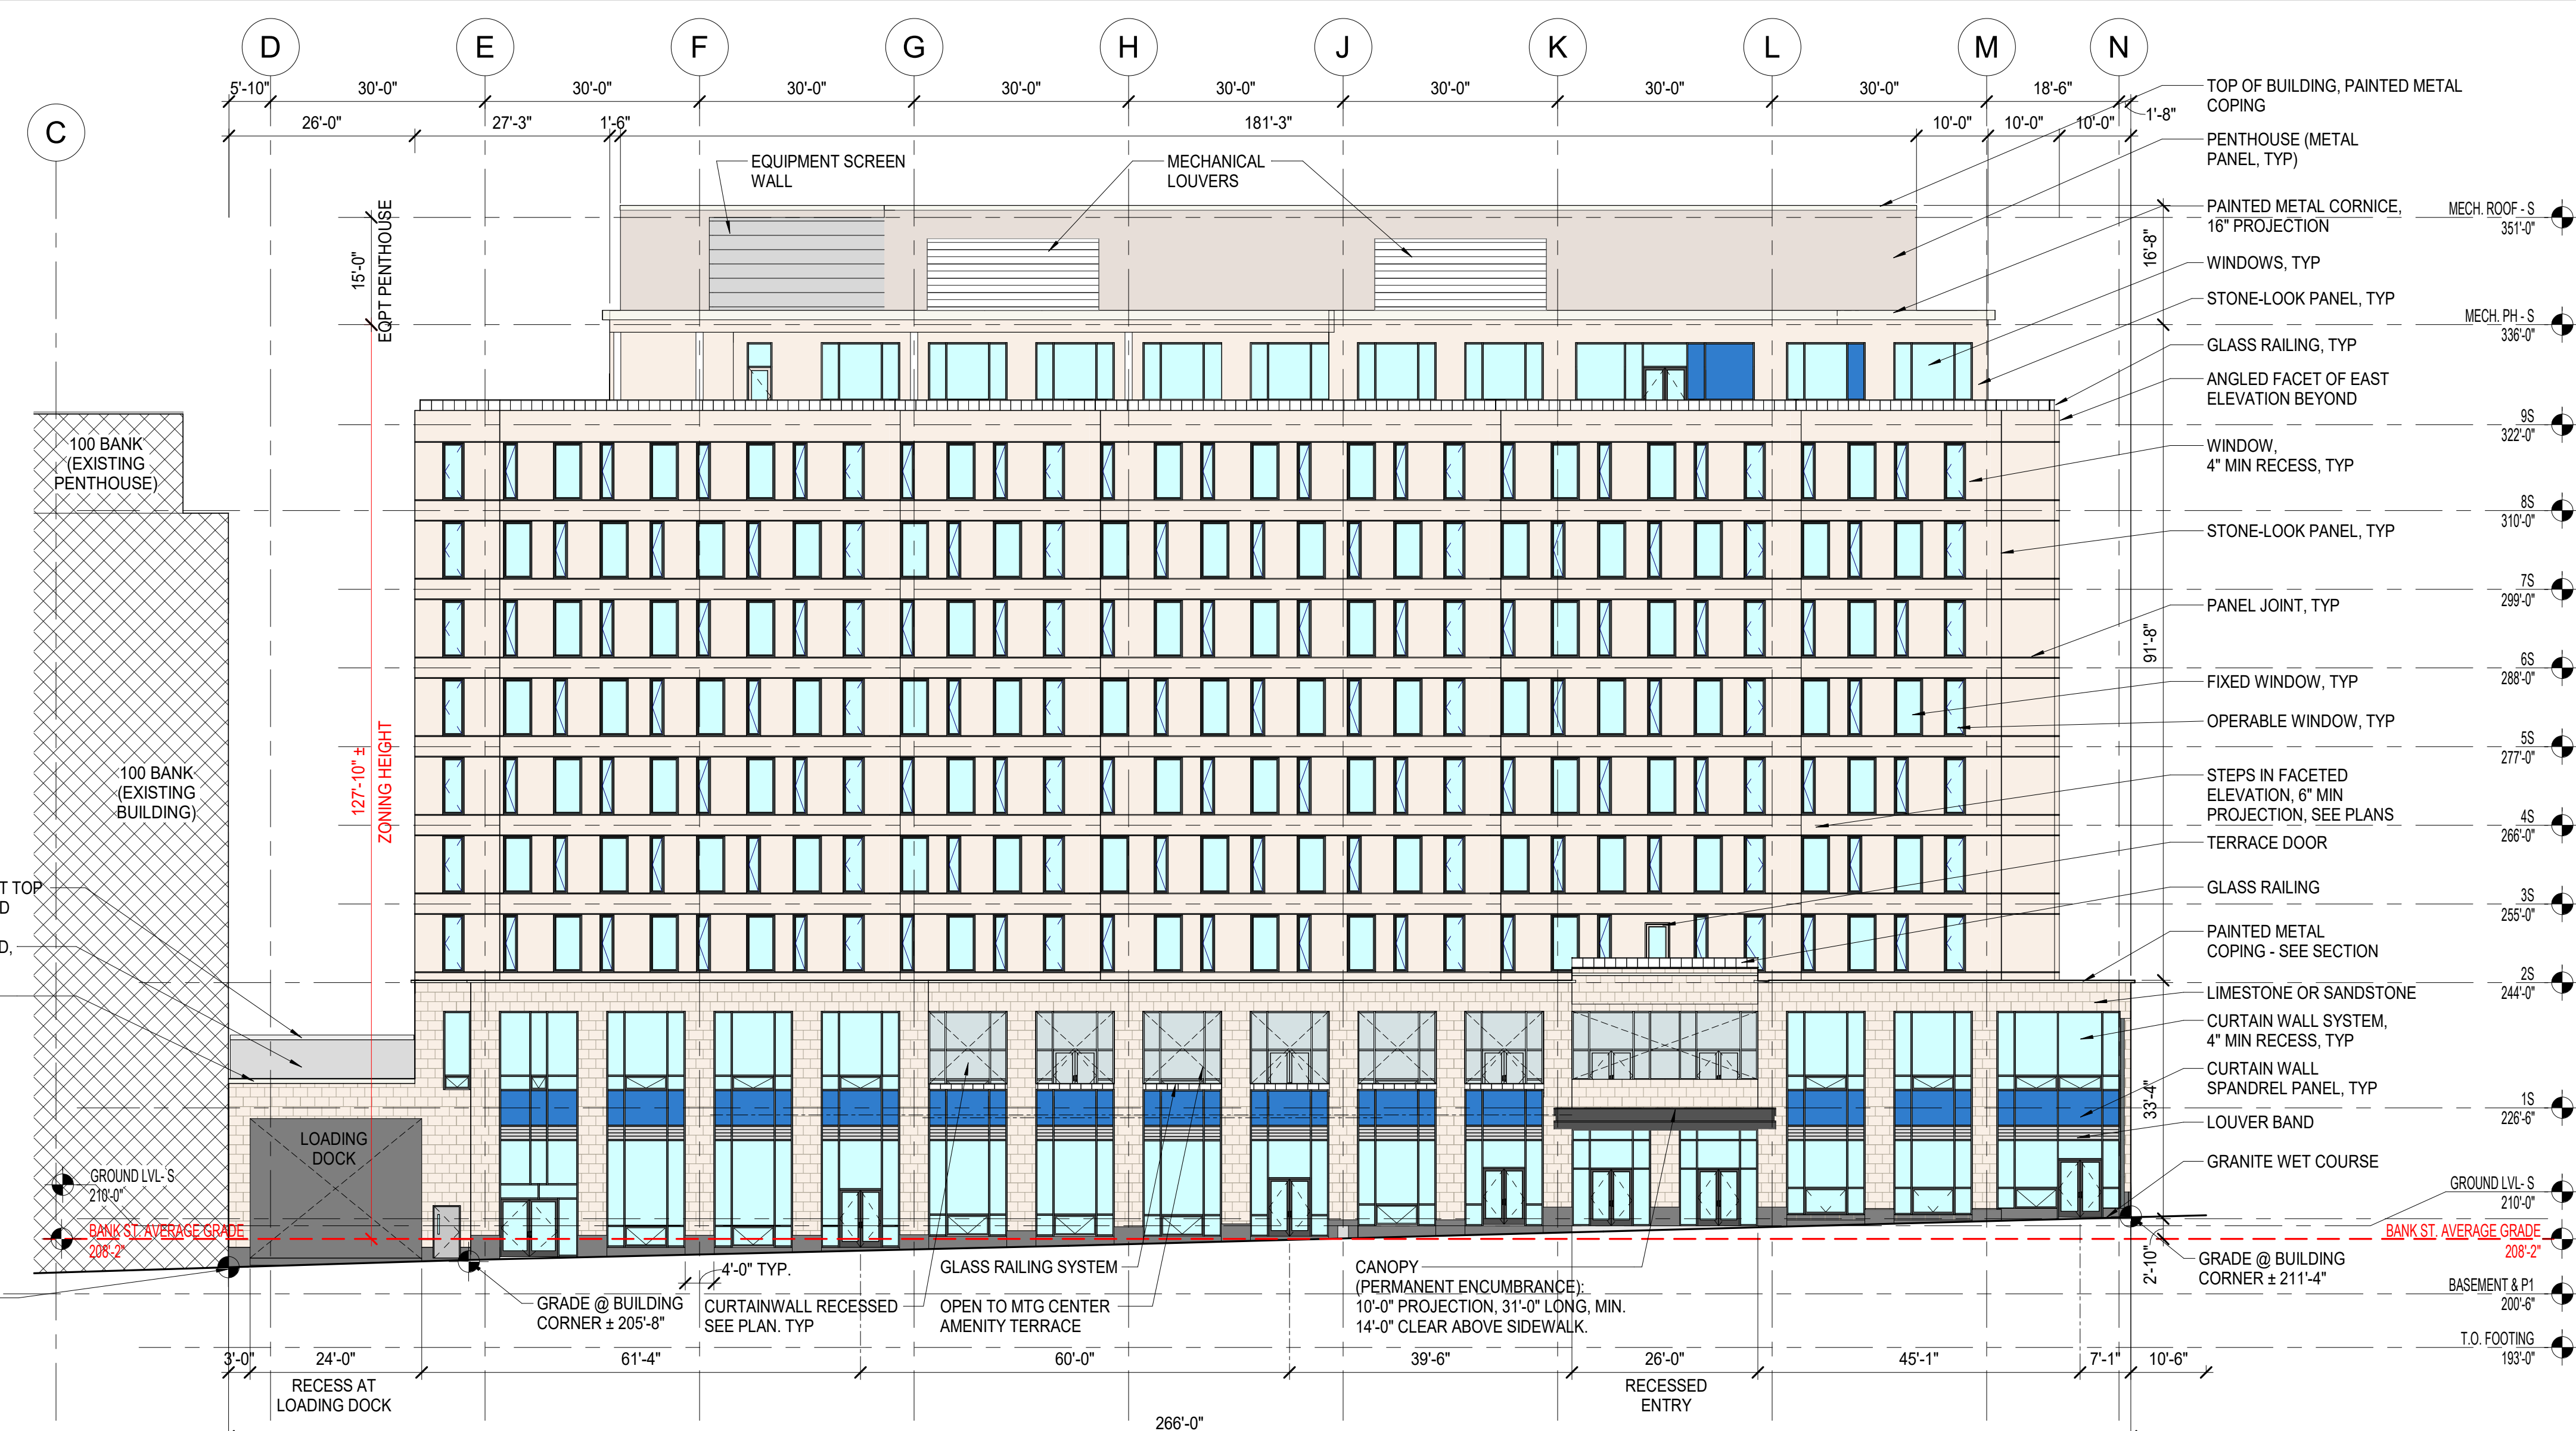 D E F G H J K L M N
C
5'-10" 30'-0" 30'-0" 30'-0" 30'-0" 30'-0" 30'-0" 30'-0" 30'-0" 18'-6"
1'-8"
26'-0" 27'-3" 1'-6" 181'-3" 10'-0" 10'-0" 10'-0"
EQUIPMENT SCREEN
WALL
MECHANICAL
LOUVERS
15'-0"
EQPT PENTHOUSE
127'-10" ±
ZONING HEIGHT
100 BANK
(EXISTING
PENTHOUSE)
100 BANK
(EXISTING
BUILDING)
T TOP
D
D,
LOADING
DOCK
GROUND LVL- S
210'-0"
BANK ST. AVERAGE GRADE
208'-2"
16'-8"
91'-8"
33'-4"
2'-10"
TOP OF BUILDING, PAINTED METAL
COPING
PENTHOUSE (METAL
PANEL, TYP)
PAINTED METAL CORNICE,
16" PROJECTION
WINDOWS, TYP
STONE-LOOK PANEL, TYP
GLASS RAILING, TYP
ANGLED FACET OF EAST
ELEVATION BEYOND
WINDOW,
4" MIN RECESS, TYP
STONE-LOOK PANEL, TYP
PANEL JOINT, TYP
FIXED WINDOW, TYP
OPERABLE WINDOW, TYP
STEPS IN FACETED
ELEVATION, 6" MIN
PROJECTION, SEE PLANS
TERRACE DOOR
GLASS RAILING
PAINTED METAL
COPING - SEE SECTION
LIMESTONE OR SANDSTONE
CURTAIN WALL SYSTEM,
4" MIN RECESS, TYP
CURTAIN WALL
SPANDREL PANEL, TYP
LOUVER BAND
GRANITE WET COURSE
GRADE @ BUILDING
CORNER ± 211'-4"
MECH. ROOF - S
351'-0"
MECH. PH - S
336'-0"
9S
322'-0"
8S
310'-0"
7S
299'-0"
6S
288'-0"
5S
277'-0"
4S
266'-0"
3S
255'-0"
2S
244'-0"
1S
226'-6"
GROUND LVL- S
210'-0"
BANK ST. AVERAGE GRADE
208'-2"
BASEMENT & P1
200'-6"
T.O. FOOTING
193'-0"
4'-0" TYP.
GRADE @ BUILDING
CORNER ± 205'-8"
CURTAINWALL RECESSED
SEE PLAN. TYP
GLASS RAILING SYSTEM
OPEN TO MTG CENTER
AMENITY TERRACE
CANOPY
(PERMANENT ENCUMBRANCE):
10'-0" PROJECTION, 31'-0" LONG, MIN.
14'-0" CLEAR ABOVE SIDEWALK.
3'-0" 24'-0" 61'-4" 60'-0" 39'-6" 26'-0" 45'-1" 7'-1" 10'-6"
RECESS AT
LOADING DOCK
RECESSED
ENTRY
266'-0"